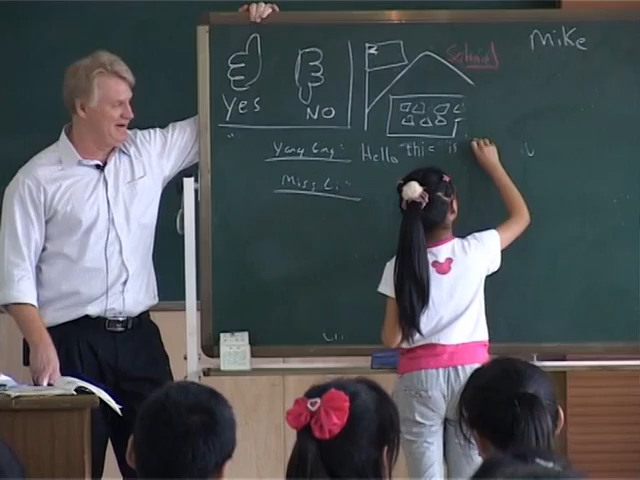 Mike
School
Yes
NO
Yang Ling: Hello this is
Miss Li: